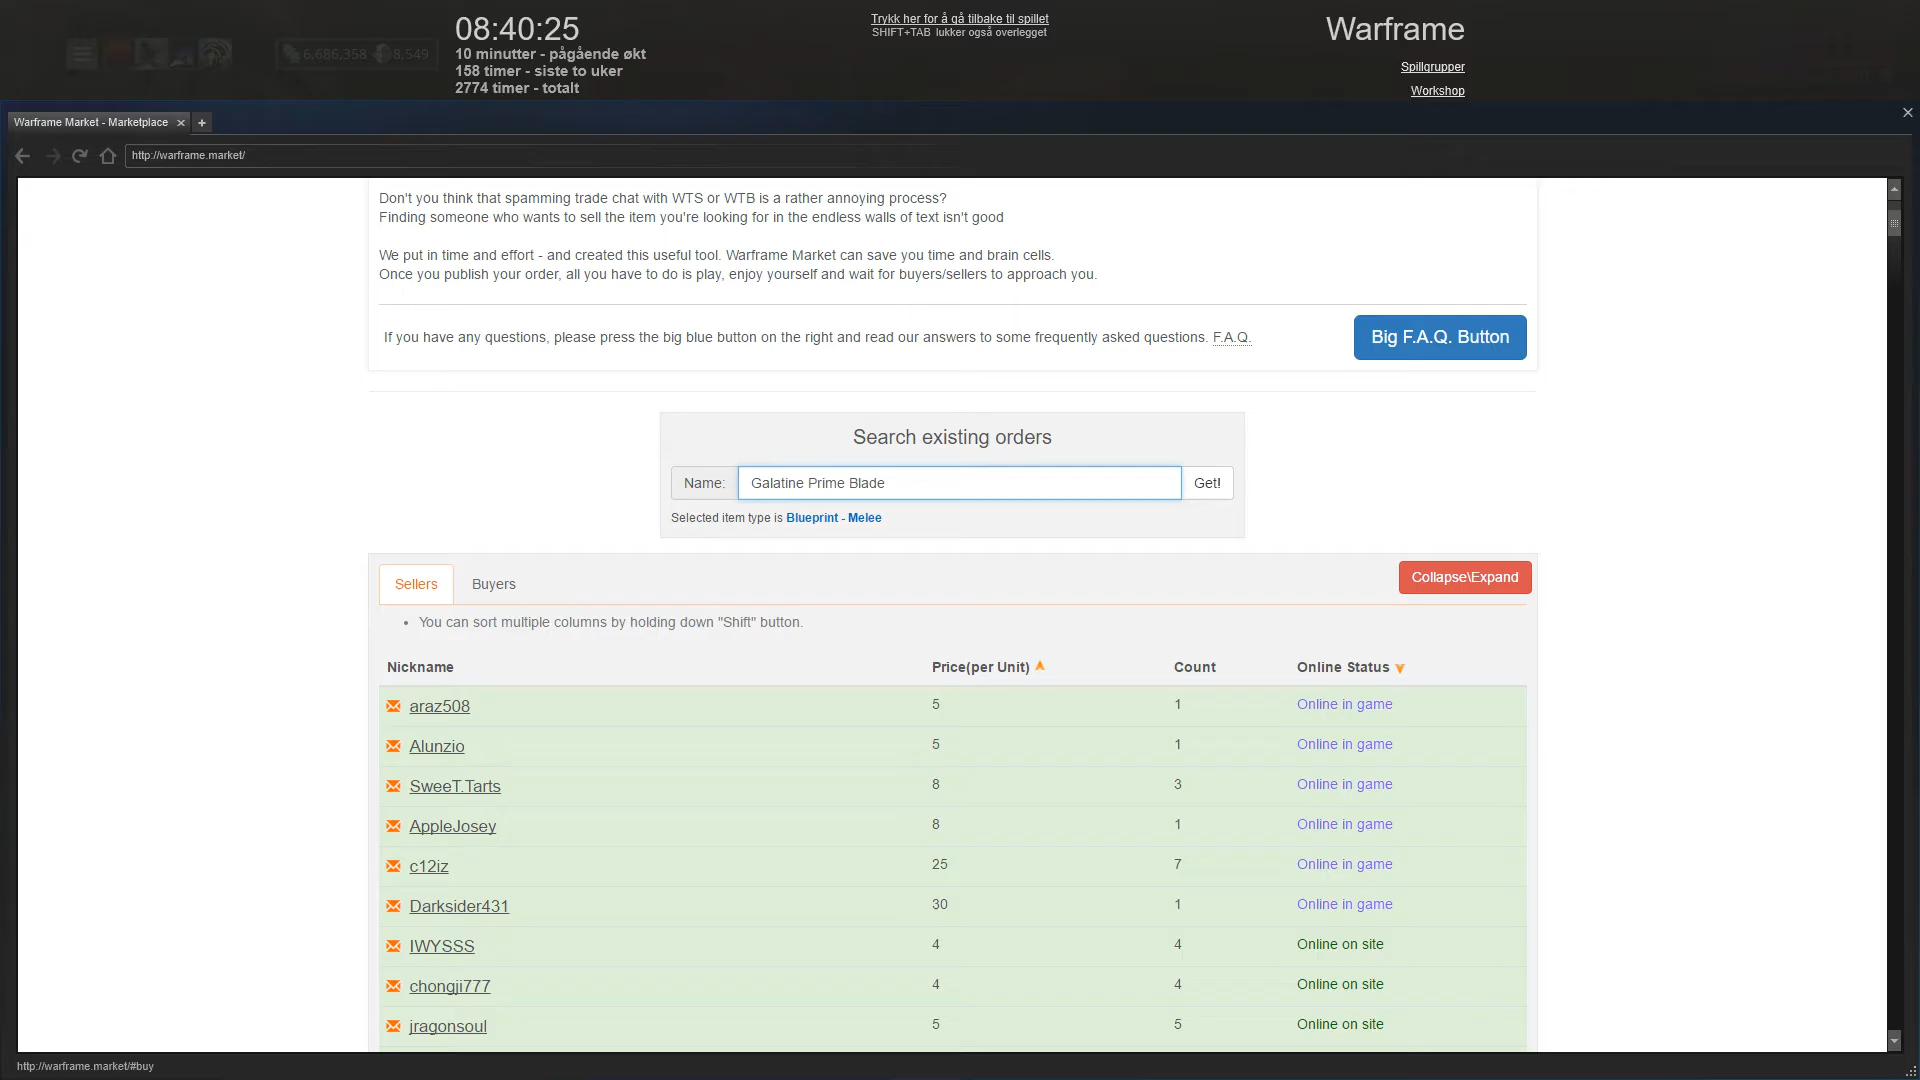 08:40:25
10 minutter - pågående økt
158 timer - siste to uker
2774 timer - totalt
6,686,358
8,549
Trykk her for å gå tilbake til spillet
SHIFT+TAB lukker også overlegget
Warframe
Spillgrupper
Workshop
Warframe Market - Marketplace
http://warframe.market/
Don't you think that spamming trade chat with WTS or WTB is a rather annoying process?
Finding someone who wants to sell the item you're looking for in the endless walls of text isn't good
We put in time and effort - and created this useful tool. Warframe Market can save you time and brain cells.
Once you publish your order, all you have to do is play, enjoy yourself and wait for buyers/sellers to approach you.
If you have any questions, please press the big blue button on the right and read our answers to some frequently asked questions. F.A.Q.
Big F.A.Q. Button
Search existing orders
Name: Galatine Prime Blade Get!
Selected item type is Blueprint - Melee
Sellers Buyers Collapse\Expand
• You can sort multiple columns by holding down "Shift" button.
Nickname Price(per Unit) Count Online Status
araz508 5 1 Online in game
Alunzio 5 1 Online in game
SweeT.Tarts 8 3 Online in game
AppleJosey 8 1 Online in game
c12iz 25 7 Online in game
Darksider431 30 1 Online in game
IWYSSS 4 4 Online on site
chongji777 4 4 Online on site
jragonsoul 5 5 Online on site
http://warframe.market/#buy